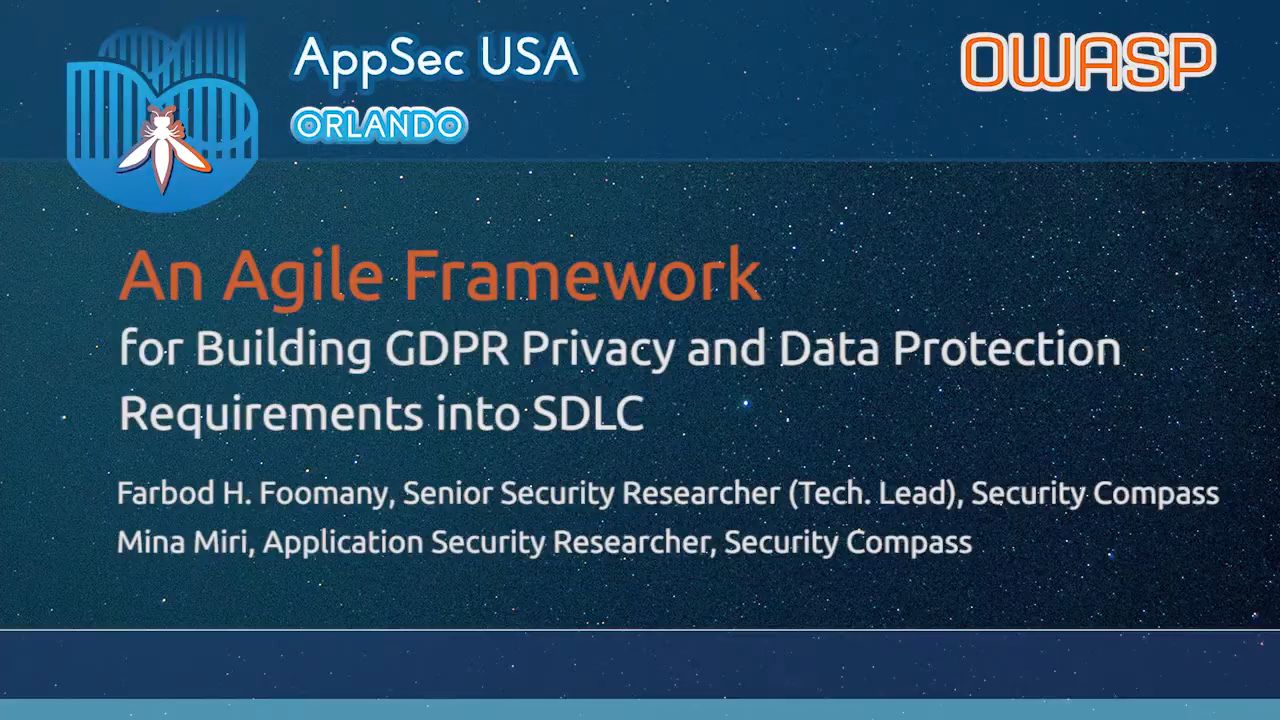 AppSec USA
ORLANDO
OWASP
An Agile Framework
for Building GDPR Privacy and Data Protection
Requirements into SDLC
Farbod H. Foomany, Senior Security Researcher (Tech. Lead), Security Compass
Mina Miri, Application Security Researcher, Security Compass